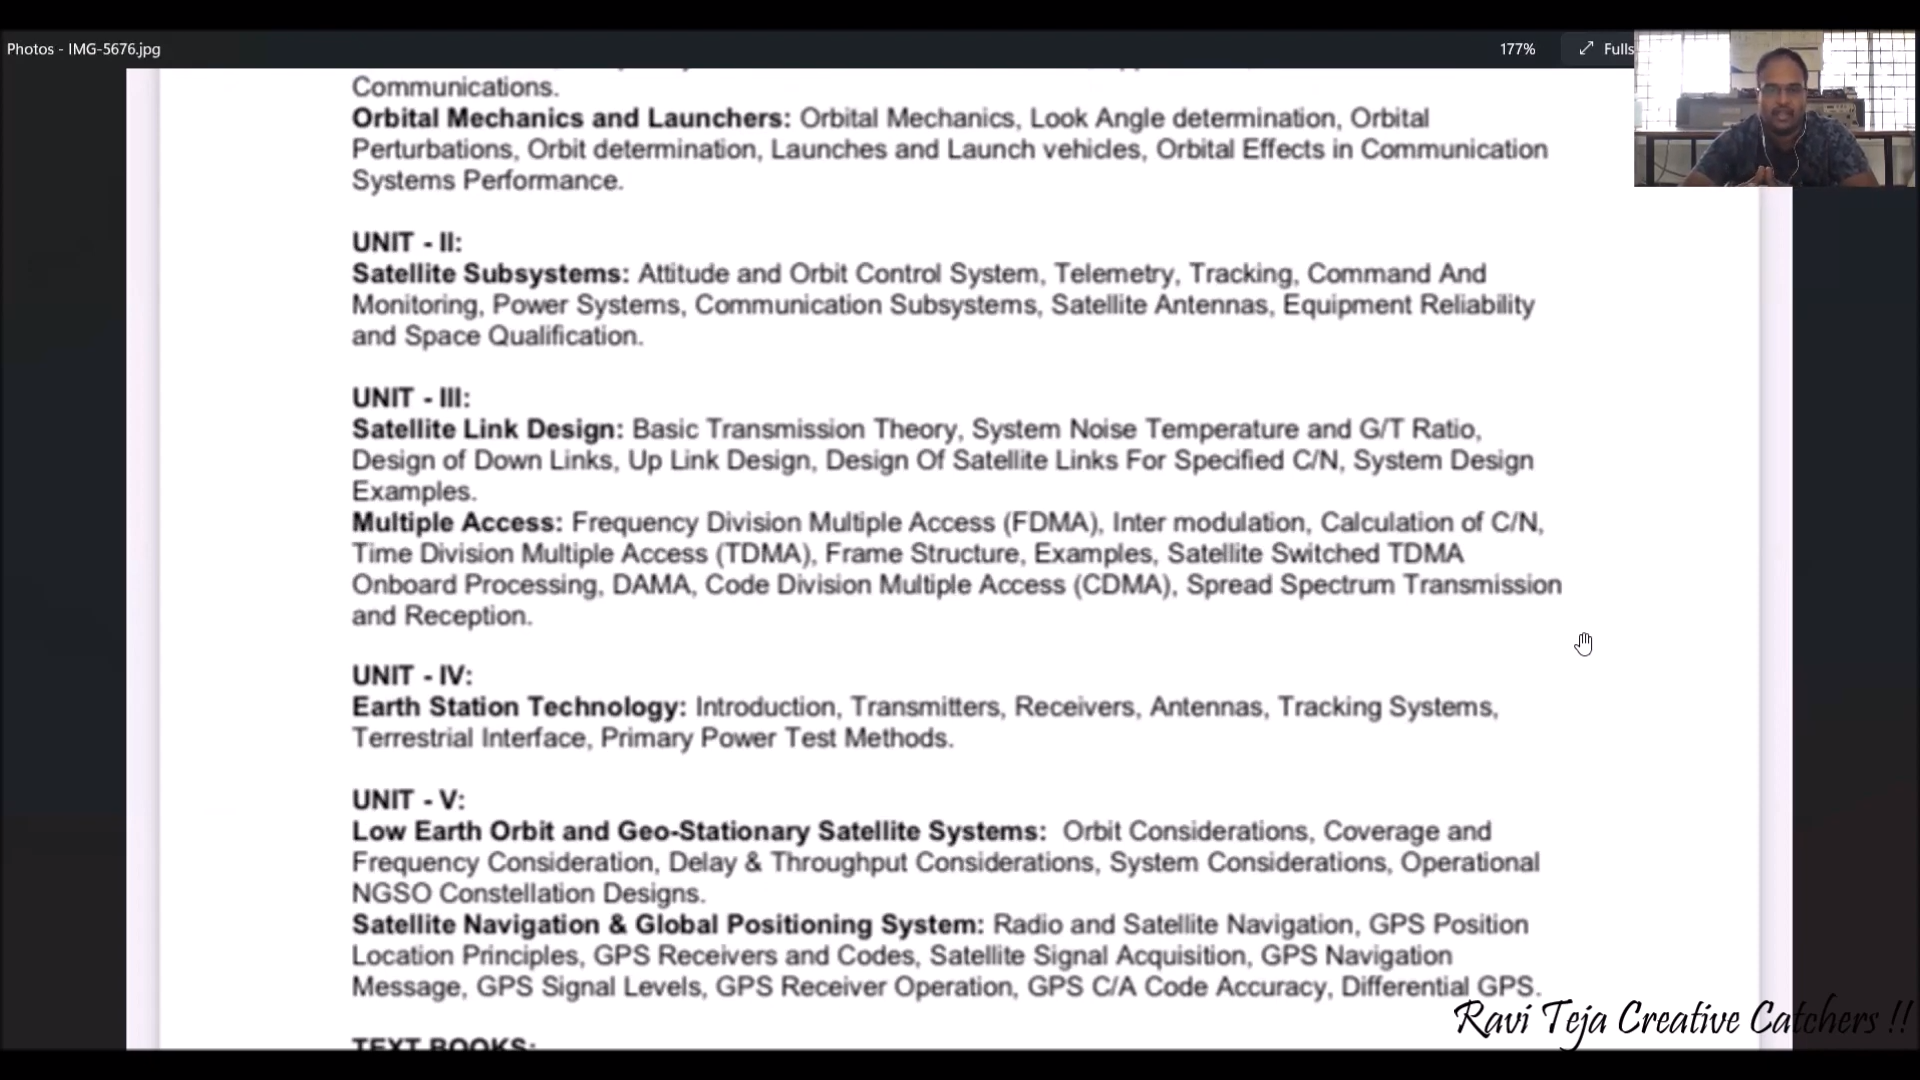 Photos - IMG-5676.jpg
177%
Fulls
Communications.
Orbital Mechanics and Launchers: Orbital Mechanics, Look Angle determination, Orbital
Perturbations, Orbit determination, Launches and Launch vehicles, Orbital Effects in Communication
Systems Performance.
UNIT - II:
Satellite Subsystems: Attitude and Orbit Control System, Telemetry, Tracking, Command And
Monitoring, Power Systems, Communication Subsystems, Satellite Antennas, Equipment Reliability
and Space Qualification.
UNIT - III:
Satellite Link Design: Basic Transmission Theory, System Noise Temperature and G/T Ratio,
Design of Down Links, Up Link Design, Design Of Satellite Links For Specified C/N, System Design
Examples.
Multiple Access: Frequency Division Multiple Access (FDMA), Inter modulation, Calculation of C/N,
Time Division Multiple Access (TDMA), Frame Structure, Examples, Satellite Switched TDMA
Onboard Processing, DAMA, Code Division Multiple Access (CDMA), Spread Spectrum Transmission
and Reception.
UNIT - IV:
Earth Station Technology: Introduction, Transmitters, Receivers, Antennas, Tracking Systems,
Terrestrial Interface, Primary Power Test Methods.
UNIT - V:
Low Earth Orbit and Geo-Stationary Satellite Systems: Orbit Considerations, Coverage and
Frequency Consideration, Delay & Throughput Considerations, System Considerations, Operational
NGSO Constellation Designs.
Satellite Navigation & Global Positioning System: Radio and Satellite Navigation, GPS Position
Location Principles, GPS Receivers and Codes, Satellite Signal Acquisition, GPS Navigation
Message, GPS Signal Levels, GPS Receiver Operation, GPS C/A Code Accuracy, Differential GPS.
Ravi Teja Creative Catchers !!
TEXT BOOKS: